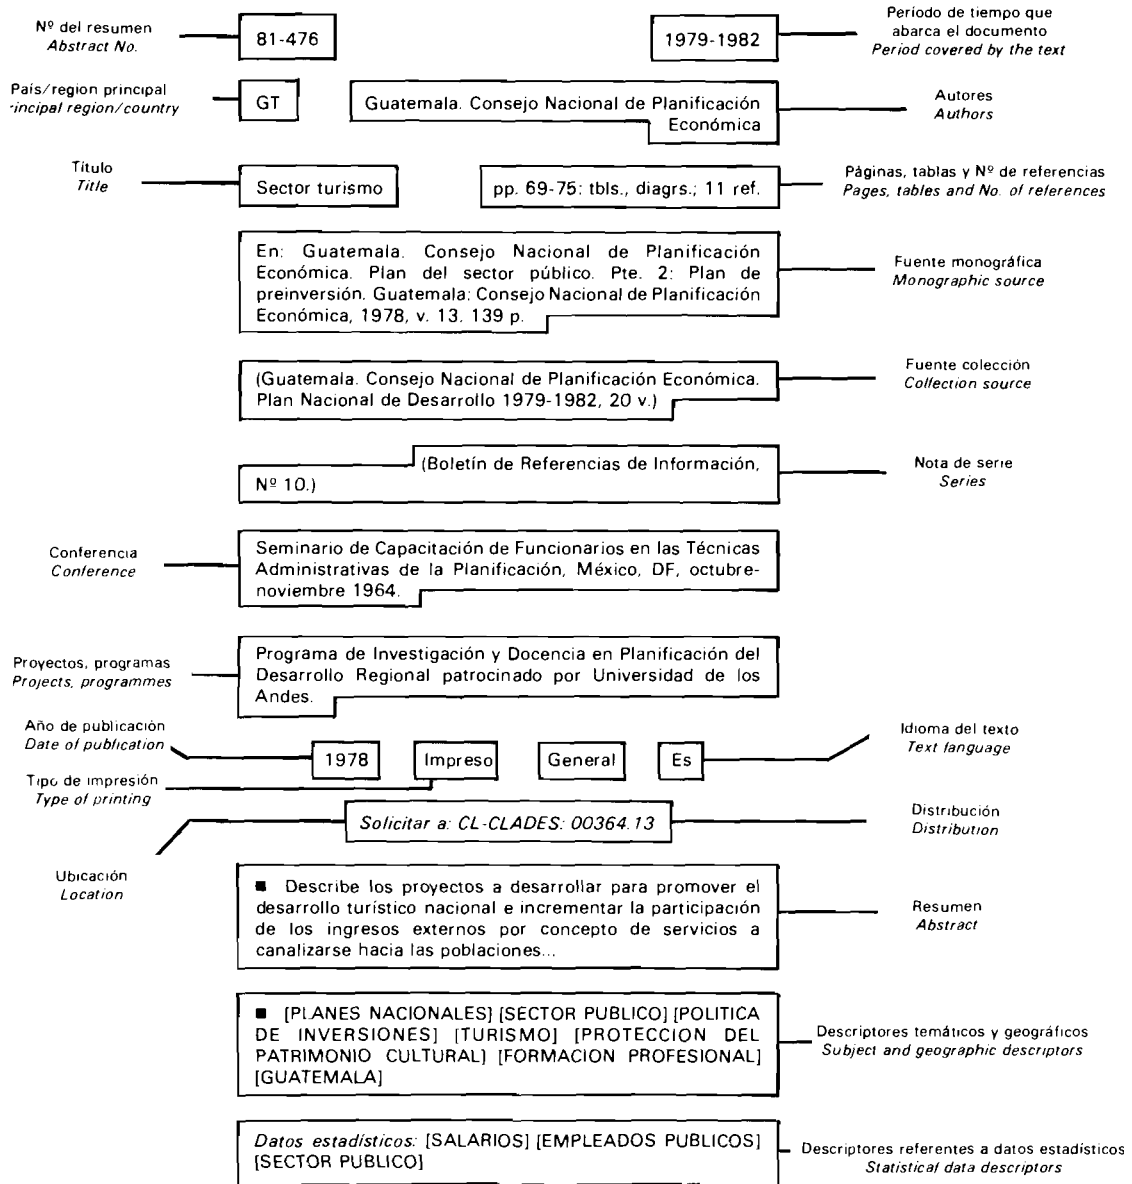 Nº del resumen
Abstract No.
81-476
1979-1982
Período de tiempo que
abarca el documento
Period covered by the text
País/region principal
rincipal region/country
GT
Guatemala. Consejo Nacional de Planificación
Económica
Autores
Authors
Título
Title
Sector turismo
pp. 69-75: tbls., diagrs.; 11 ref.
Páginas, tablas y Nº de referencias
Pages, tables and No. of references
En: Guatemala. Consejo Nacional de Planificación
Económica. Plan del sector público. Pte. 2: Plan de
preinversión. Guatemala: Consejo Nacional de Planificación
Económica, 1978, v. 13. 139 p.
Fuente monográfica
Monographic source
(Guatemala. Consejo Nacional de Planificación Económica.
Plan Nacional de Desarrollo 1979-1982, 20 v.)
Fuente colección
Collection source
(Boletín de Referencias de Información,
Nº 10.)
Nota de serie
Series
Conferencia
Conference
Seminario de Capacitación de Funcionarios en las Técnicas
Administrativas de la Planificación, México, DF, octubre-
noviembre 1964.
Proyectos, programas
Projects, programmes
Programa de Investigación y Docencia en Planificación del
Desarrollo Regional patrocinado por Universidad de los
Andes.
Año de publicación
Date of publication
1978
Impreso
General
Es
Idioma del texto
Text language
Tipo de impresión
Type of printing
Solicitar a: CL-CLADES: 00364.13
Distribución
Distribution
Ubicación
Location
■ Describe los proyectos a desarrollar para promover el
desarrollo turístico nacional e incrementar la participación
de los ingresos externos por concepto de servicios a
canalizarse hacia las poblaciones...
Resumen
Abstract
■ [PLANES NACIONALES] [SECTOR PUBLICO] [POLITICA
DE INVERSIONES] [TURISMO] [PROTECCION DEL
PATRIMONIO CULTURAL] [FORMACION PROFESIONAL]
[GUATEMALA]
Descriptores temáticos y geográficos
Subject and geographic descriptors
Datos estadísticos: [SALARIOS] [EMPLEADOS PUBLICOS]
[SECTOR PUBLICO]
Descriptores referentes a datos estadísticos
Statistical data descriptors